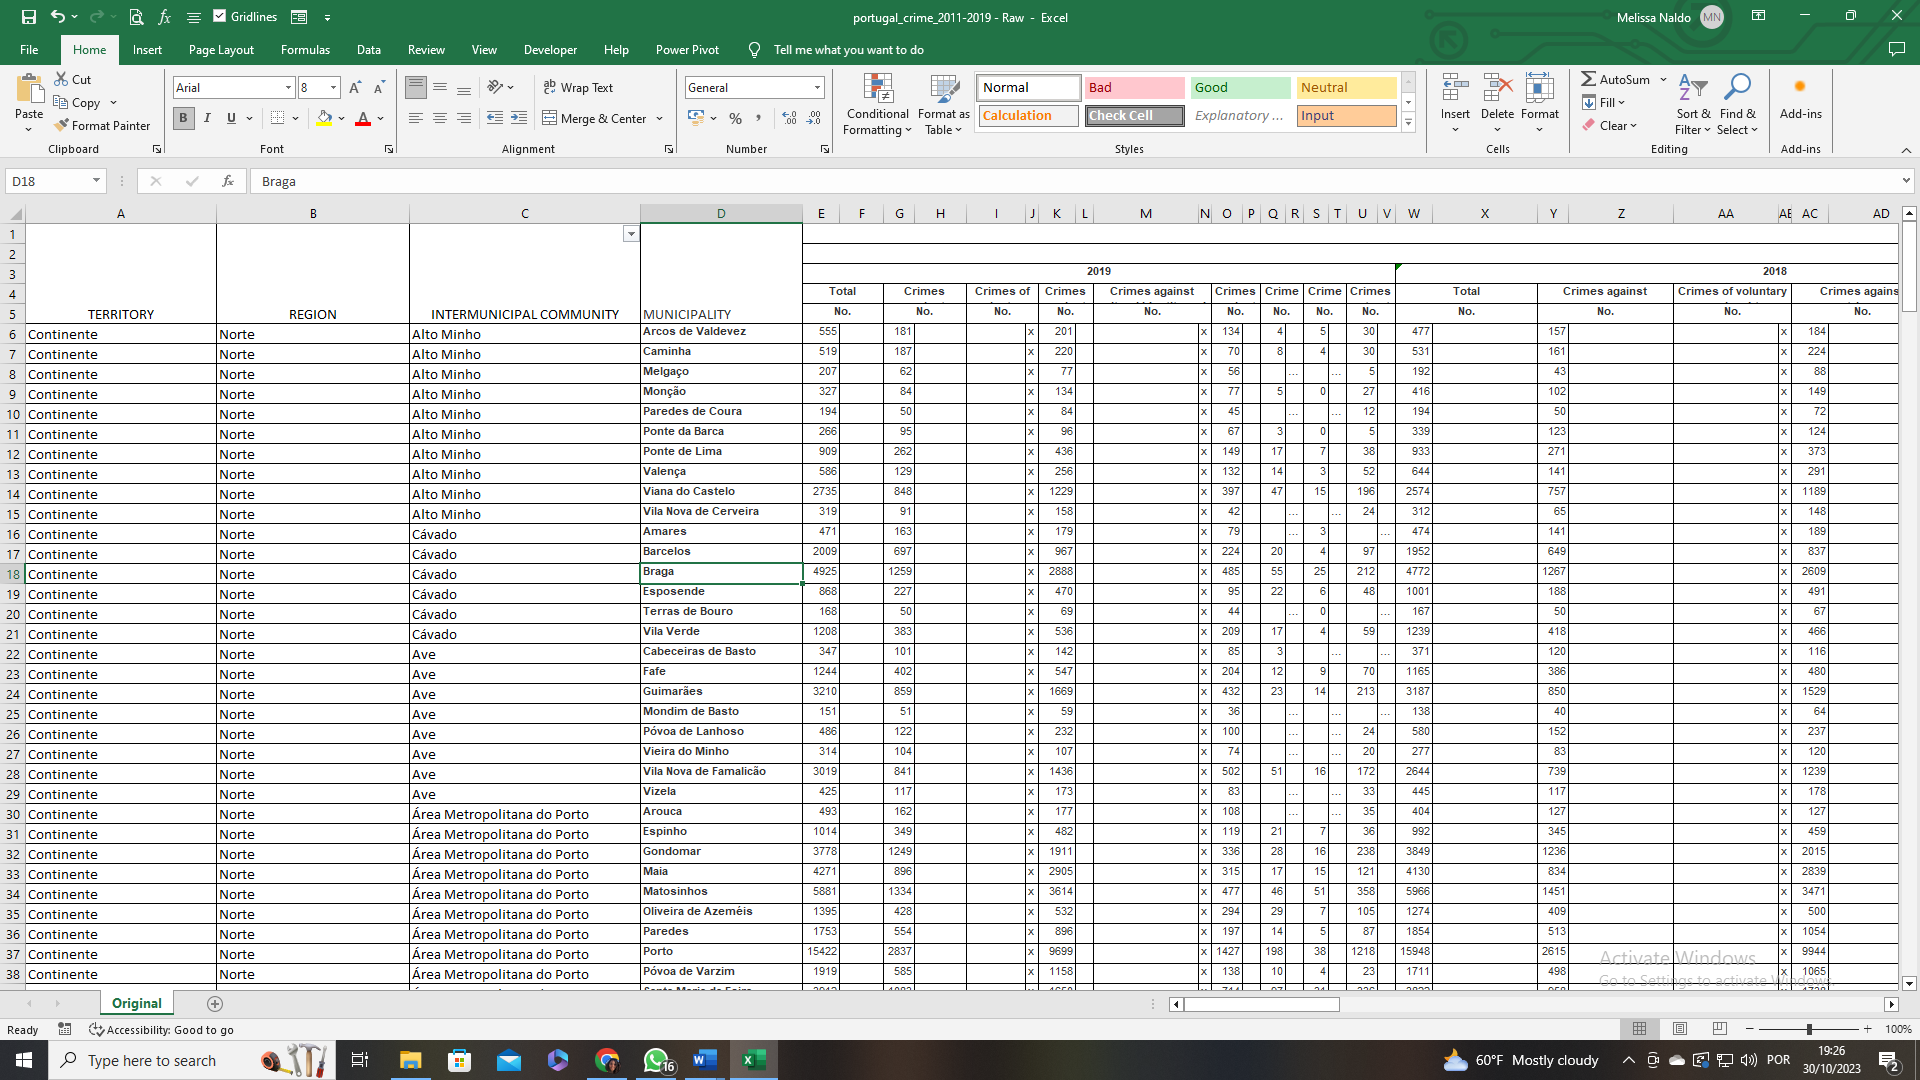 Gridlines
portugal_crime_2011-2019 - Raw - Excel
Melissa Naldo MN
File Home Insert Page Layout Formulas Data Review View Developer Help Power Pivot Tell me what you want to do
Paste Cut Copy Format Painter Clipboard
Arial 8 B I U A Font
Wrap Text Merge & Center Alignment
General % Number
Conditional Formatting Format as Table
Normal Bad Good Neutral
Calculation Check Cell Explanatory ... Input
Styles
Insert Delete Format Cells
AutoSum Fill Clear Sort & Filter Find & Select Editing
Add-ins Add-ins
D18 fx Braga
A B C D E F G H I J K L M N O P Q R S T U V W X Y Z AA AC AD
1
2
3 2019 2018
4 Total Crimes Crimes of Crimes Crimes against Crimes Crime Crime Crimes Total Crimes against Crimes of voluntary Crimes agains
5 TERRITORY REGION INTERMUNICIPAL COMMUNITY MUNICIPALITY No. No. No. No. No. No. No. No. No. No. No. No. No.
6 Continente Norte Alto Minho Arcos de Valdevez 555 181 x 201 x 134 4 5 30 477 157 x 184
7 Continente Norte Alto Minho Caminha 519 187 x 220 x 70 8 4 30 531 161 x 224
8 Continente Norte Alto Minho Melgaço 207 62 x 77 x 56 ... ... 5 192 43 x 88
9 Continente Norte Alto Minho Monção 327 84 x 134 x 77 5 0 27 416 102 x 149
10 Continente Norte Alto Minho Paredes de Coura 194 50 x 84 x 45 ... ... 12 194 50 x 72
11 Continente Norte Alto Minho Ponte da Barca 266 95 x 96 x 67 3 0 5 339 123 x 124
12 Continente Norte Alto Minho Ponte de Lima 909 262 x 436 x 149 17 7 38 933 271 x 373
13 Continente Norte Alto Minho Valença 586 129 x 256 x 132 14 3 52 644 141 x 291
14 Continente Norte Alto Minho Viana do Castelo 2735 848 x 1229 x 397 47 15 196 2574 757 x 1189
15 Continente Norte Alto Minho Vila Nova de Cerveira 319 91 x 158 x 42 ... ... 24 312 65 x 148
16 Continente Norte Cávado Amares 471 163 x 179 x 79 ... 3 ... 474 141 x 189
17 Continente Norte Cávado Barcelos 2009 697 x 967 x 224 20 4 97 1952 649 x 837
18 Continente Norte Cávado Braga 4925 1259 x 2888 x 485 55 25 212 4772 1267 x 2609
19 Continente Norte Cávado Esposende 868 227 x 470 x 95 22 6 48 1001 188 x 491
20 Continente Norte Cávado Terras de Bouro 168 50 x 69 x 44 ... 0 ... 167 50 x 67
21 Continente Norte Cávado Vila Verde 1208 383 x 536 x 209 17 4 59 1239 418 x 466
22 Continente Norte Ave Cabeceiras de Basto 347 101 x 142 x 85 3 ... ... 371 120 x 116
23 Continente Norte Ave Fafe 1244 402 x 547 x 204 12 9 70 1165 386 x 480
24 Continente Norte Ave Guimarães 3210 859 x 1669 x 432 23 14 213 3187 850 x 1529
25 Continente Norte Ave Mondim de Basto 151 51 x 59 x 36 ... ... ... 138 40 x 64
26 Continente Norte Ave Póvoa de Lanhoso 486 122 x 232 x 100 ... ... 24 580 152 x 237
27 Continente Norte Ave Vieira do Minho 314 104 x 107 x 74 ... ... 20 277 83 x 120
28 Continente Norte Ave Vila Nova de Famalicão 3019 841 x 1436 x 502 51 16 172 2644 739 x 1239
29 Continente Norte Ave Vizela 425 117 x 173 x 83 ... ... 33 445 117 x 178
30 Continente Norte Área Metropolitana do Porto Arouca 493 162 x 177 x 108 ... ... 35 404 127 x 127
31 Continente Norte Área Metropolitana do Porto Espinho 1014 349 x 482 x 119 21 7 36 992 345 x 459
32 Continente Norte Área Metropolitana do Porto Gondomar 3778 1249 x 1911 x 336 28 16 238 3849 1236 x 2015
33 Continente Norte Área Metropolitana do Porto Maia 4271 896 x 2905 x 315 17 15 121 4130 834 x 2839
34 Continente Norte Área Metropolitana do Porto Matosinhos 5881 1334 x 3614 x 477 46 51 358 5966 1451 x 3471
35 Continente Norte Área Metropolitana do Porto Oliveira de Azeméis 1395 428 x 532 x 294 29 7 105 1274 409 x 500
36 Continente Norte Área Metropolitana do Porto Paredes 1753 554 x 896 x 197 14 5 87 1854 513 x 1054
37 Continente Norte Área Metropolitana do Porto Porto 15422 2837 x 9699 x 1427 198 38 1218 15948 2615 x 9944
38 Continente Norte Área Metropolitana do Porto Póvoa de Varzim 1919 585 x 1158 x 138 10 4 23 1711 498 x 1065
Activate Windows
Go to Settings to activate Windows.
Original
Ready Accessibility: Good to go 100%
Type here to search 16 60°F Mostly cloudy POR 19:26 30/10/2023 2